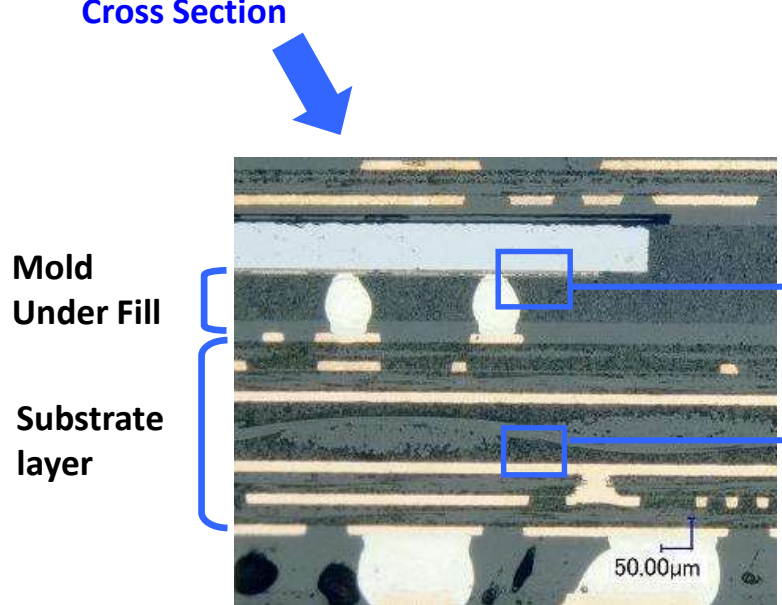 Cross Section
Mold
Under Fill
Substrate
layer
50.00µm